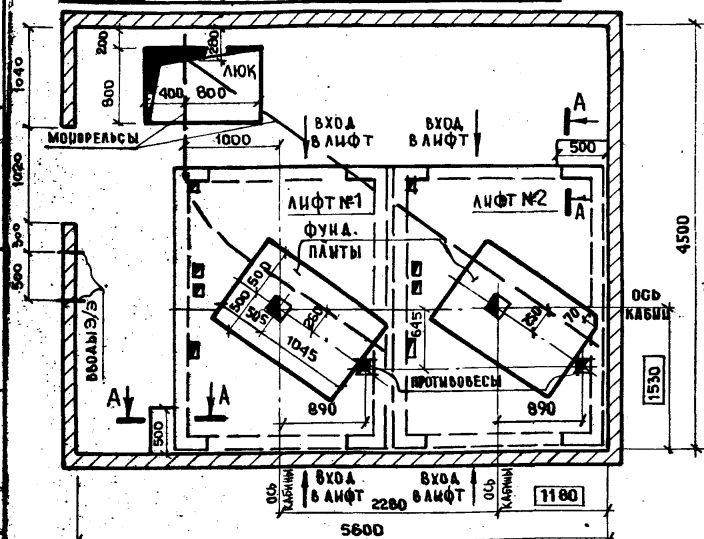 200
280
1040
ЛЮК
800
400
800
МОНОРЕЛЬСЫ
1000
ВХОД
В ЛИФТ
ВХОД
В ЛИФТ
А
500
1020
ЛИФТ №1
ЛИФТ №2
А
ФУНД.
ПЛИТЫ
4500
300
500
500
500
505
250
1045
645
250
70
ОСЬ
КАБИН
ВВОДЫ Э/Э
1530
ПРОТИВОВЕСЫ
А
А
890
890
500
ОСЬ
КАБИНЫ
ВХОД
В ЛИФТ
ВХОД
В ЛИФТ
ОСЬ
КАБИНЫ
2280
1180
5600